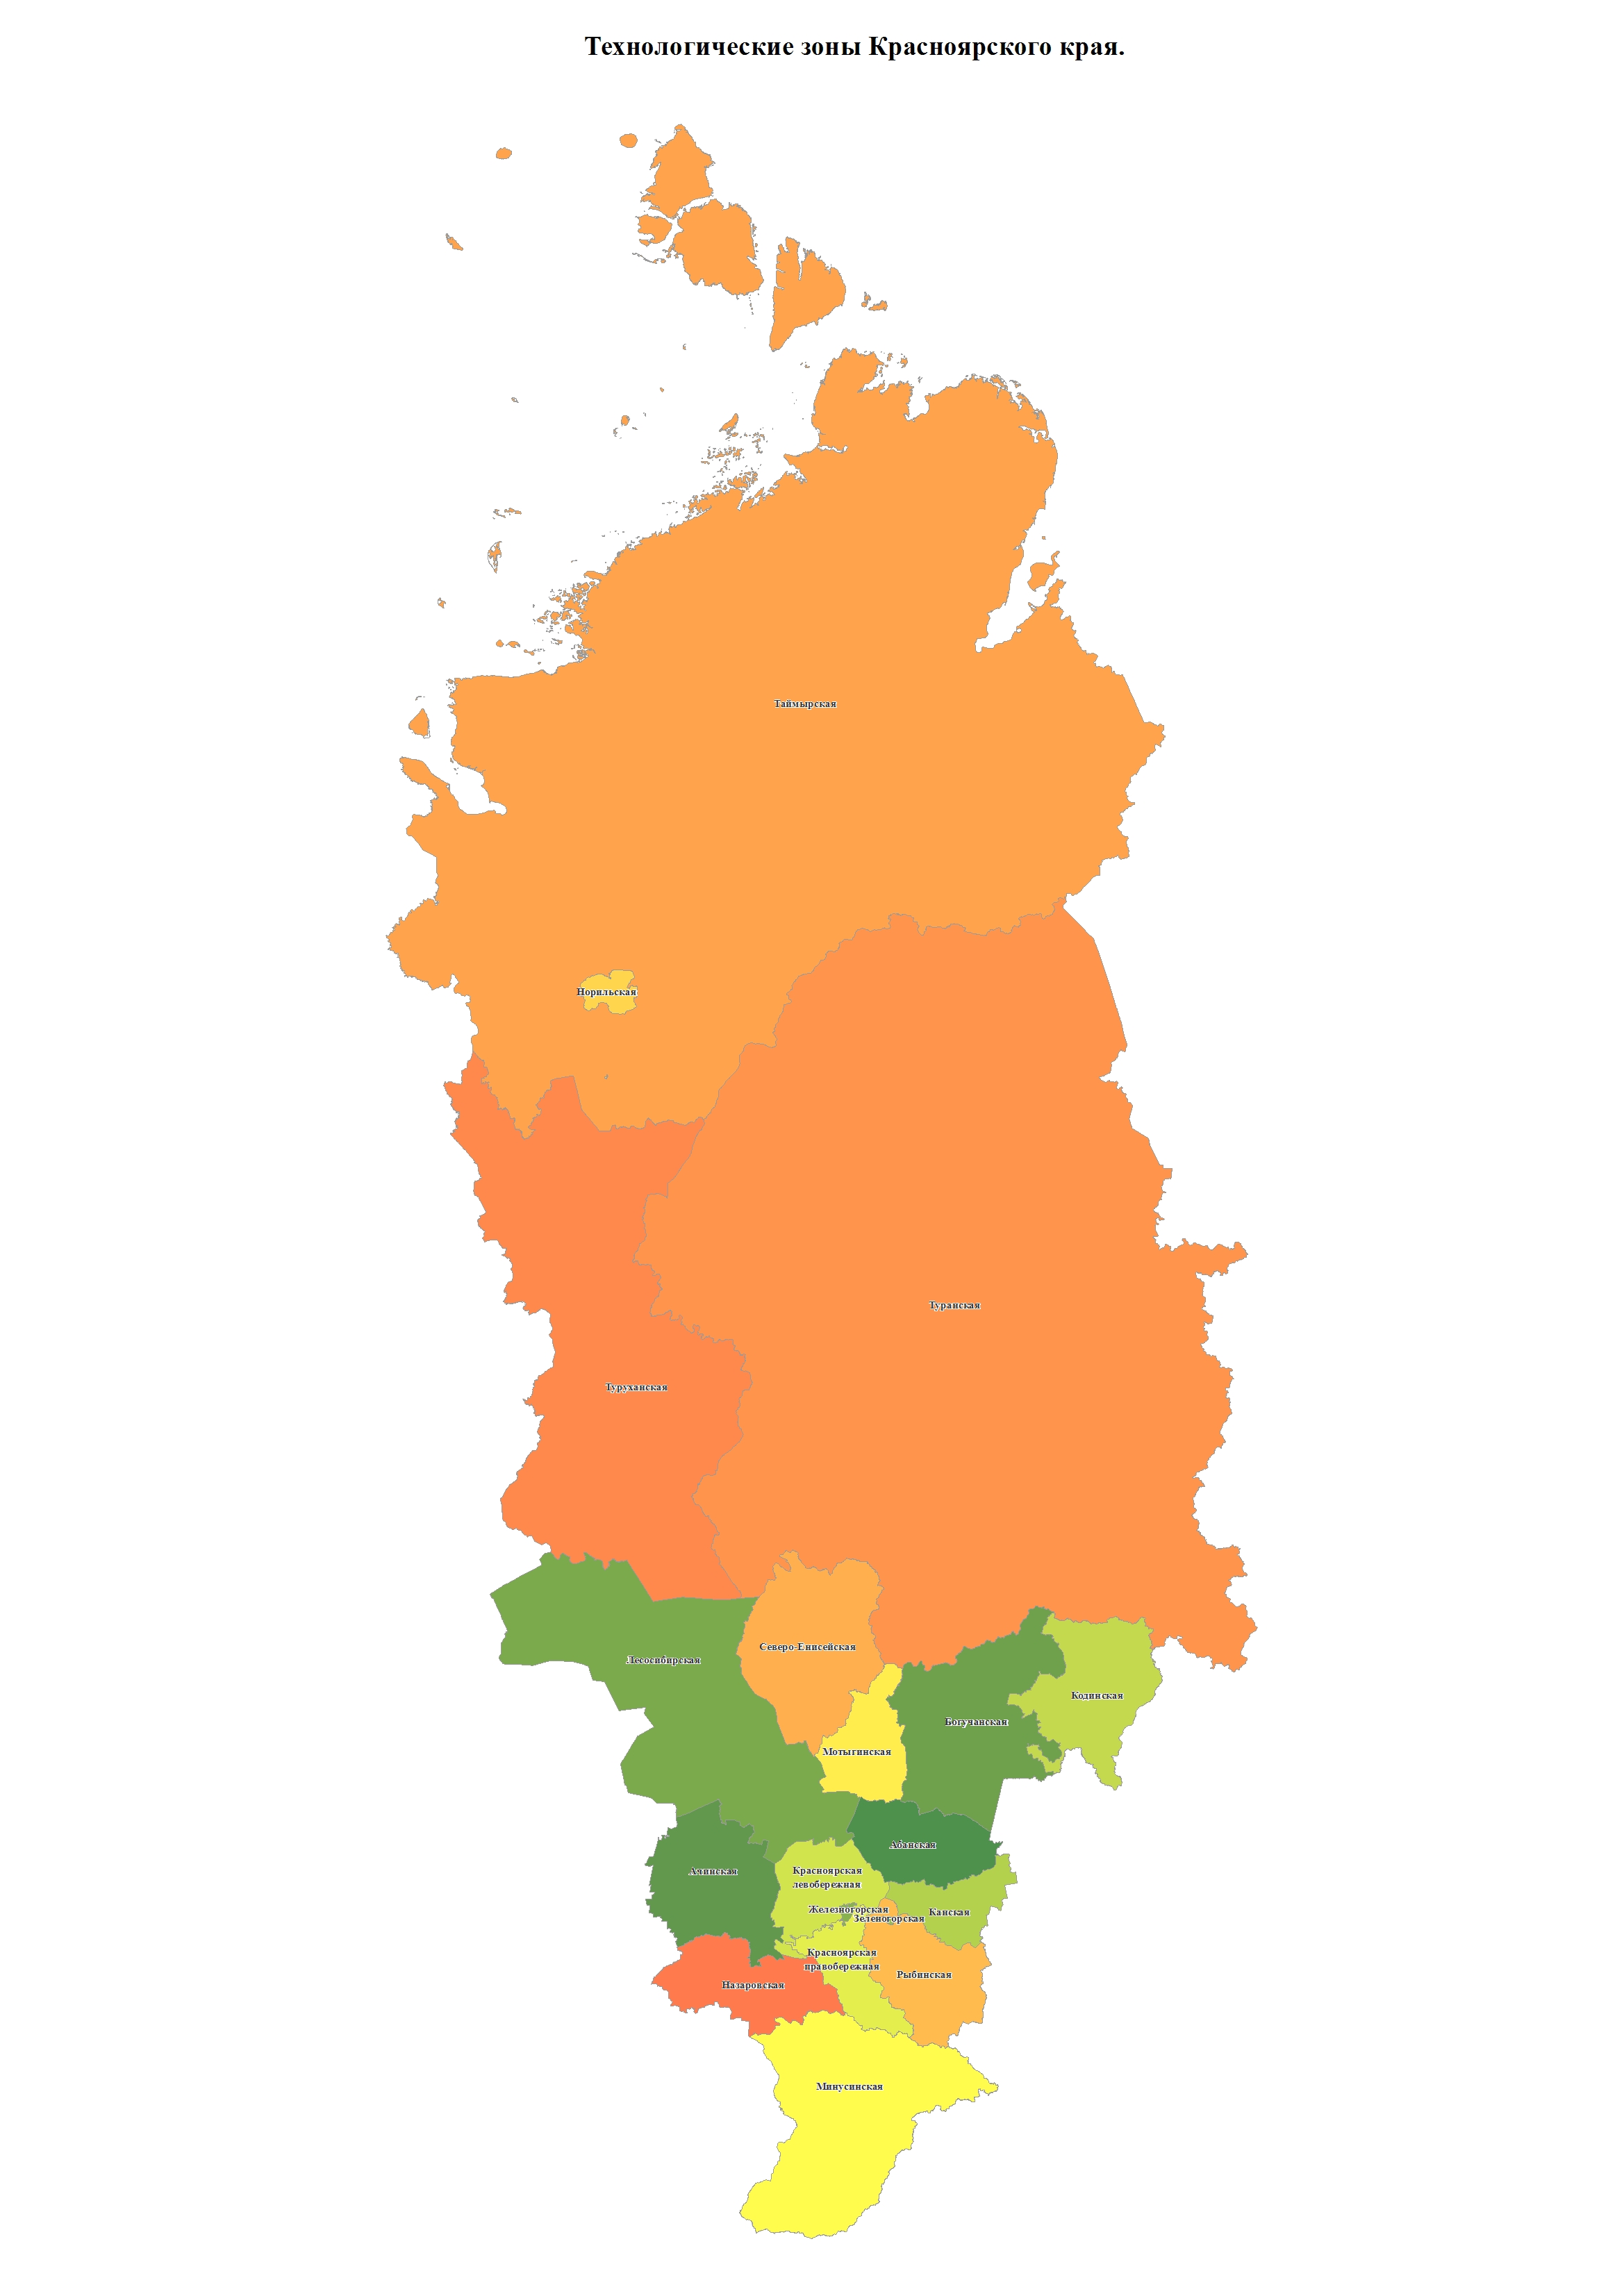 Технологические зоны Красноярского края.
Таймырская
Норильская
Туранская
Туруханская
Северо-Енисейская
Лесосибирская
Кодинская
Богучанская
Мотыгинская
Абанская
Ачинская
Красноярская
левобережная
Железногорская
Канская
Зеленогорская
Красноярская
правобережная
Рыбинская
Назаровская
Минусинская